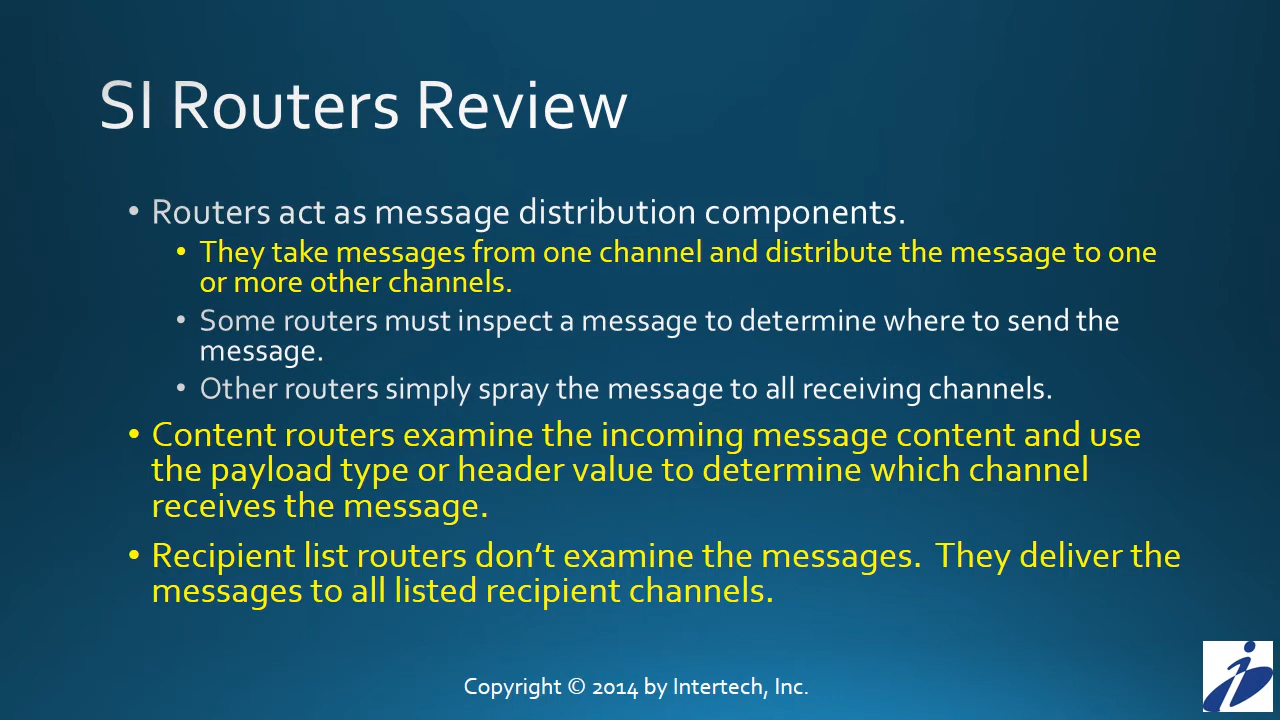 SI Routers Review
• Routers act as message distribution components.
• They take messages from one channel and distribute the message to one
or more other channels.
• Some routers must inspect a message to determine where to send the
message.
• Other routers simply spray the message to all receiving channels.
• Content routers examine the incoming message content and use
the payload type or header value to determine which channel
receives the message.
• Recipient list routers don’t examine the messages.  They deliver the
messages to all listed recipient channels.
Copyright © 2014 by Intertech, Inc.